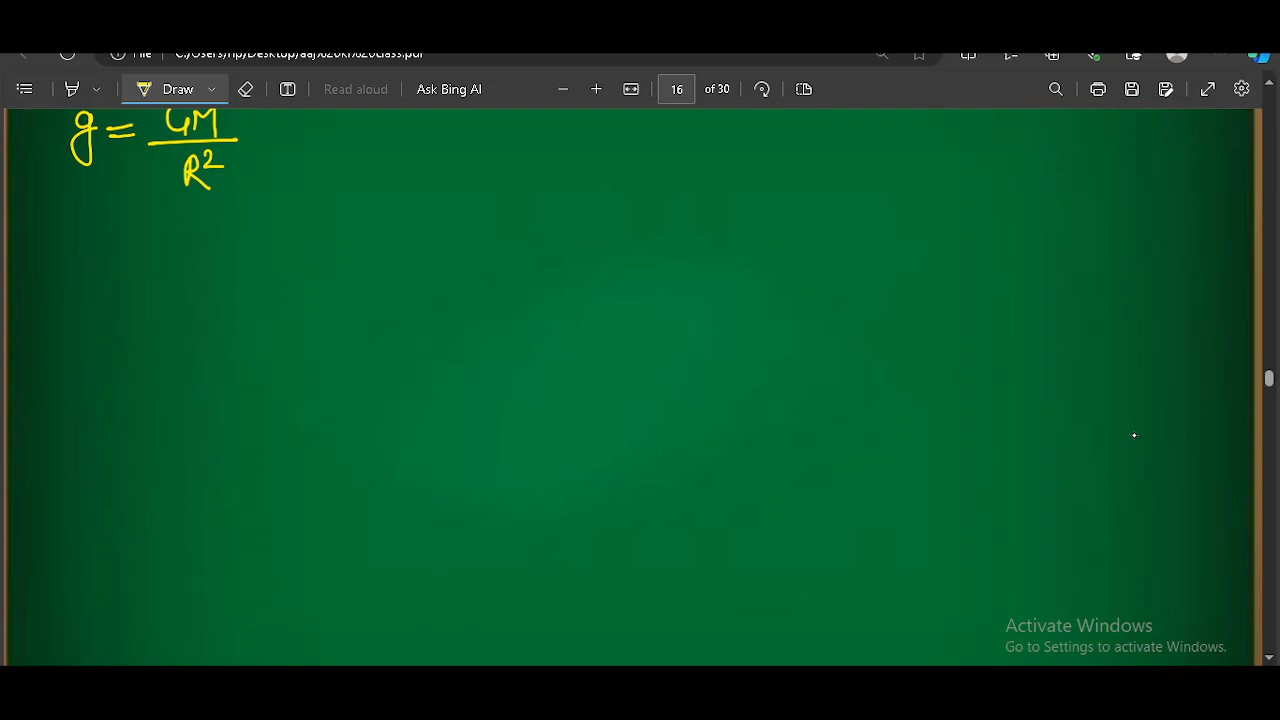 File C:/Users/hp/Desktop/aaj%20ki%20class.pdf
Draw Read aloud Ask Bing AI 16 of 30
g = GM
R²
Activate Windows
Go to Settings to activate Windows.